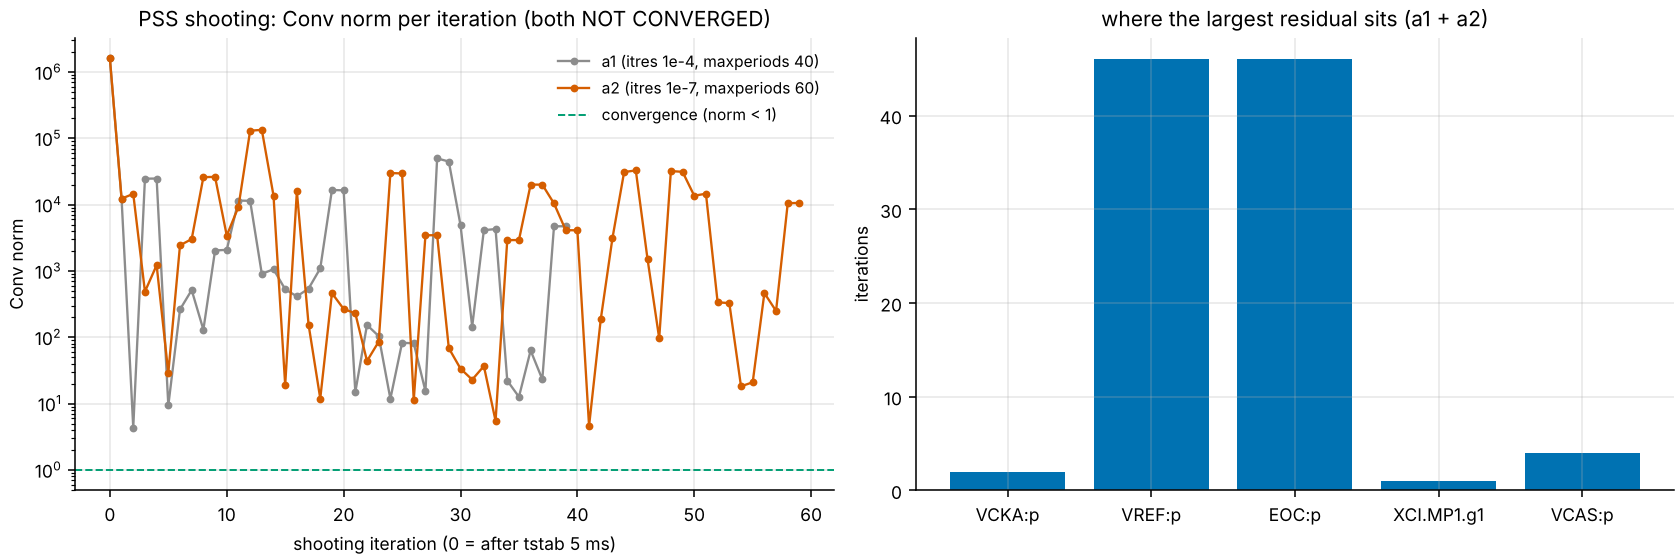 PSS shooting: Conv norm per iteration (both NOT CONVERGED)
Conv norm
10⁶
10⁵
10⁴
10³
10²
10¹
10⁰
a1 (itres 1e-4, maxperiods 40)
a2 (itres 1e-7, maxperiods 60)
convergence (norm < 1)
0 10 20 30 40 50 60
shooting iteration (0 = after tstab 5 ms)
where the largest residual sits (a1 + a2)
iterations
40
30
20
10
0
VCKA:p VREF:p EOC:p XCI.MP1.g1 VCAS:p